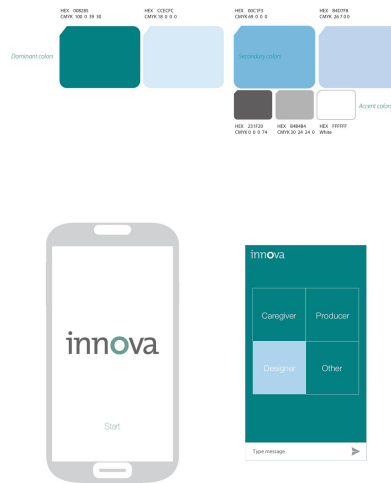 HEX 008285
CMYK 100 0 39 30
HEX CCECFC
CMYK 18 0 0 0
HEX 00C1F3
CMYK 69 0 0 0
HEX B4D7FB
CMYK 26 7 0 0
Dominant colors
Secondary colors
Accent colors
HEX 231F20
CMYK 0 0 0 74
HEX B4B4B4
CMYK 30 24 24 0
HEX FFFFFF
White
innova
Start
innova
Caregiver
Producer
Designer
Other
Type message